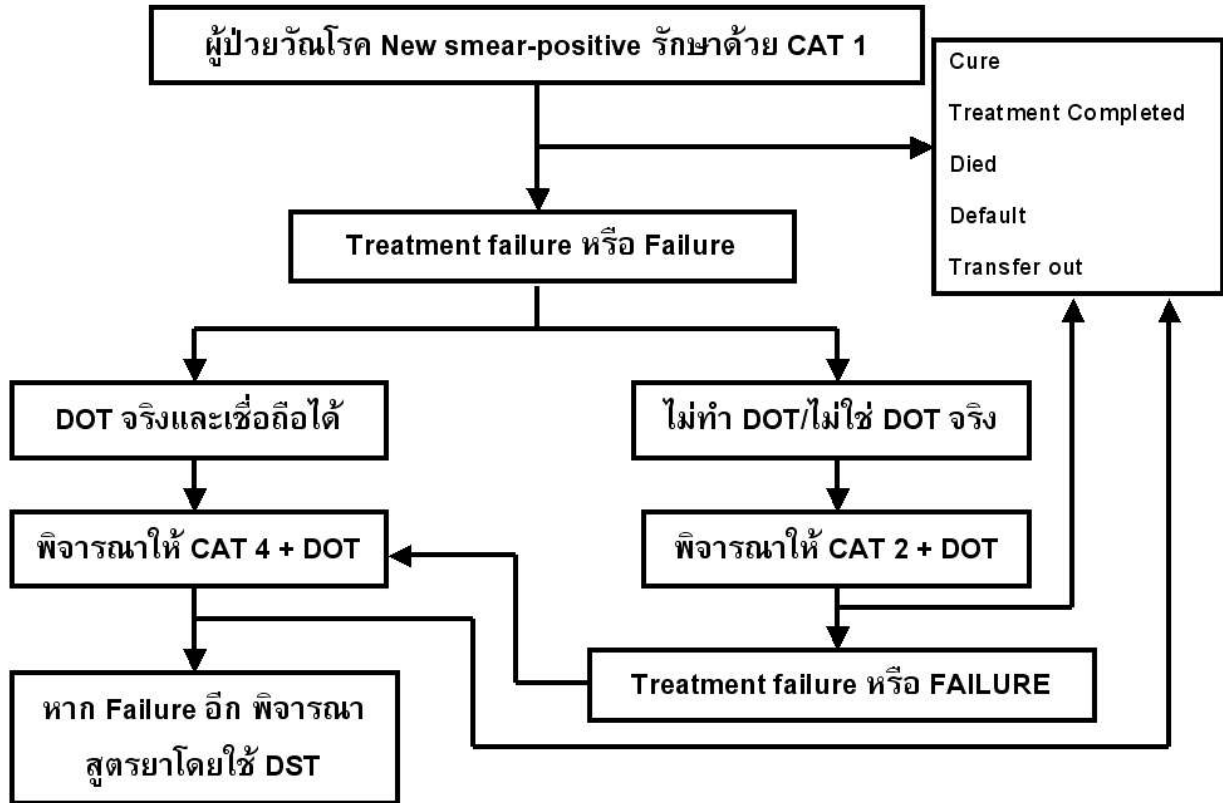 ผู้ป่วยวัณโรค New smear-positive รักษาด้วย CAT 1
Cure
Treatment Completed
Died
Default
Transfer out
Treatment failure หรือ Failure
DOT จริงและเชื่อถือได้
ไม่ทำ DOT/ไม่ใช่ DOT จริง
พิจารณาให้ CAT 4 + DOT
พิจารณาให้ CAT 2 + DOT
Treatment failure หรือ FAILURE
หาก Failure อีก พิจารณา
สูตรยาโดยใช้ DST